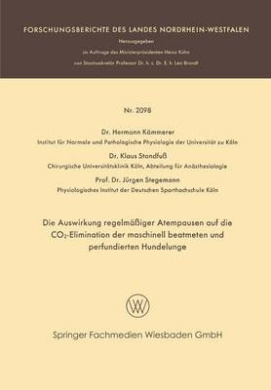 FORSCHUNGSBERICHTE DES LANDES NORDRHEIN-WESTFALEN
Herausgegeben
im Auftrage des Ministerpräsidenten Heinz Kühn
von Staatssekretär Professor Dr. h. c. Dr. E. h. Leo Brandt
Nr. 2098
Dr. Hermann Kämmerer
Institut für Normale und Pathologische Physiologie der Universität zu Köln
Dr. Klaus Standfuß
Chirurgische Universitätsklinik Köln, Abteilung für Anästhesiologie
Prof. Dr. Jürgen Stegemann
Physiologisches Institut der Deutschen Sporthochschule Köln
Die Auswirkung regelmäßiger Atempausen auf die
CO₂-Elimination der maschinell beatmeten und
perfundierten Hundelunge
Springer Fachmedien Wiesbaden GmbH